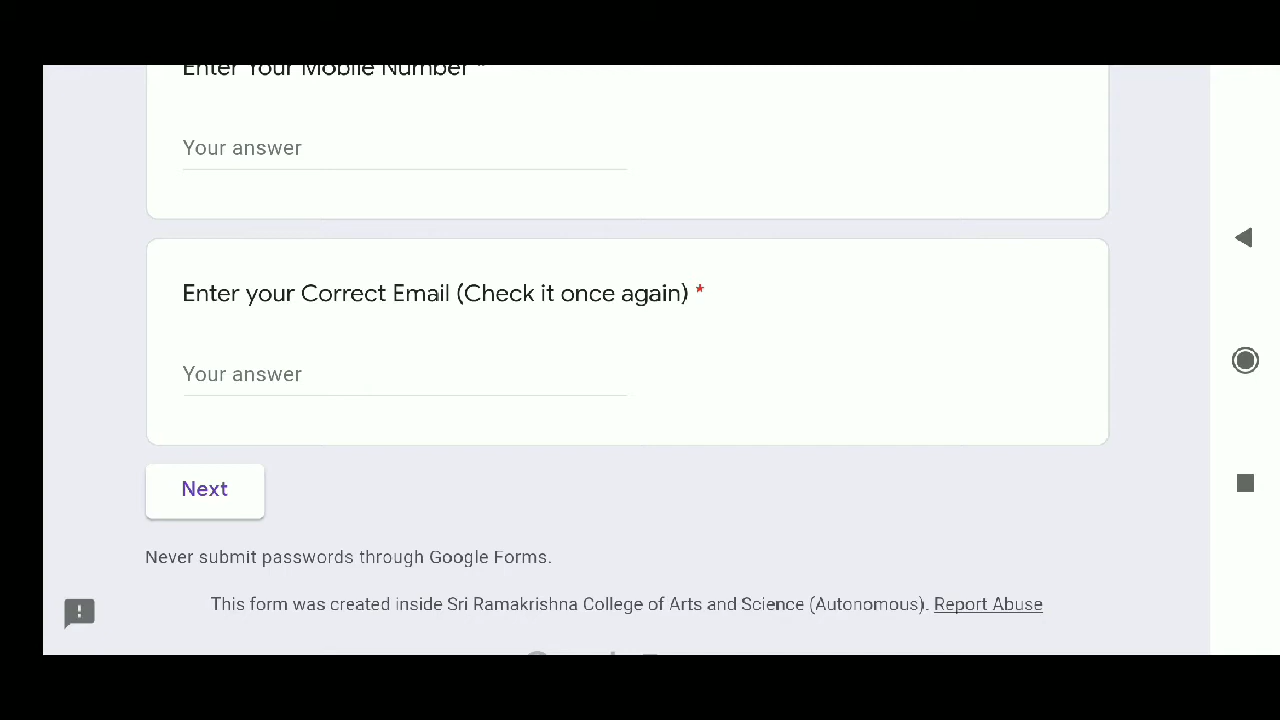 Enter Your Mobile Number *
Your answer
Enter your Correct Email (Check it once again) *
Your answer
Next
Never submit passwords through Google Forms.
This form was created inside Sri Ramakrishna College of Arts and Science (Autonomous). Report Abuse